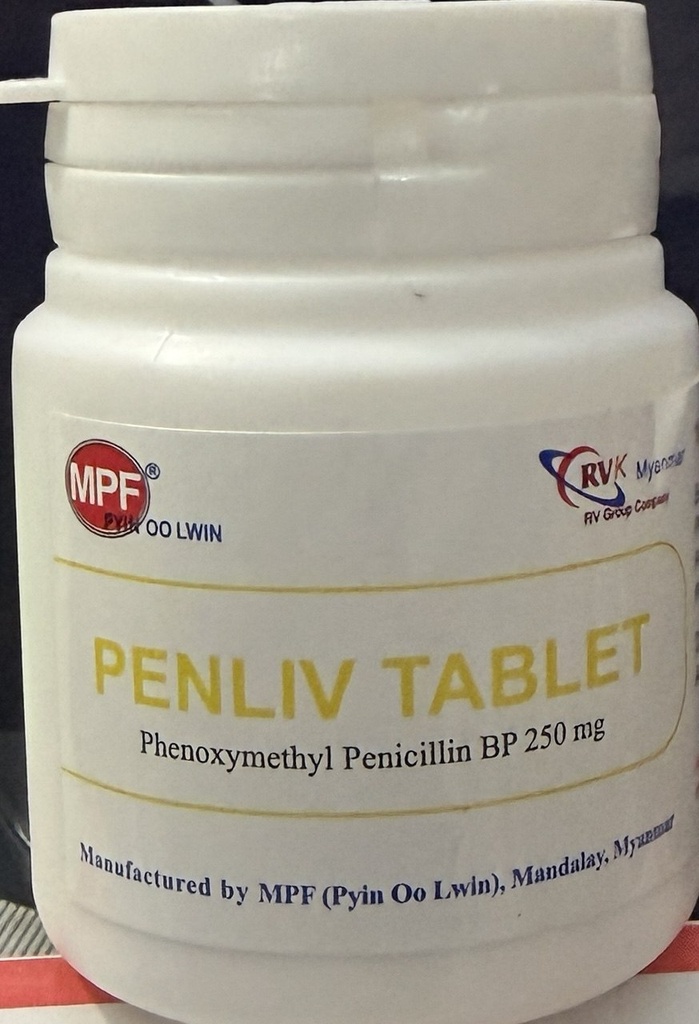 MPF®
PYIN OO LWIN
RVK Myanmar
RV Group Company
PENLIV TABLET
Phenoxymethyl Penicillin BP 250 mg
Manufactured by MPF (Pyin Oo Lwin), Mandalay, Myanmar